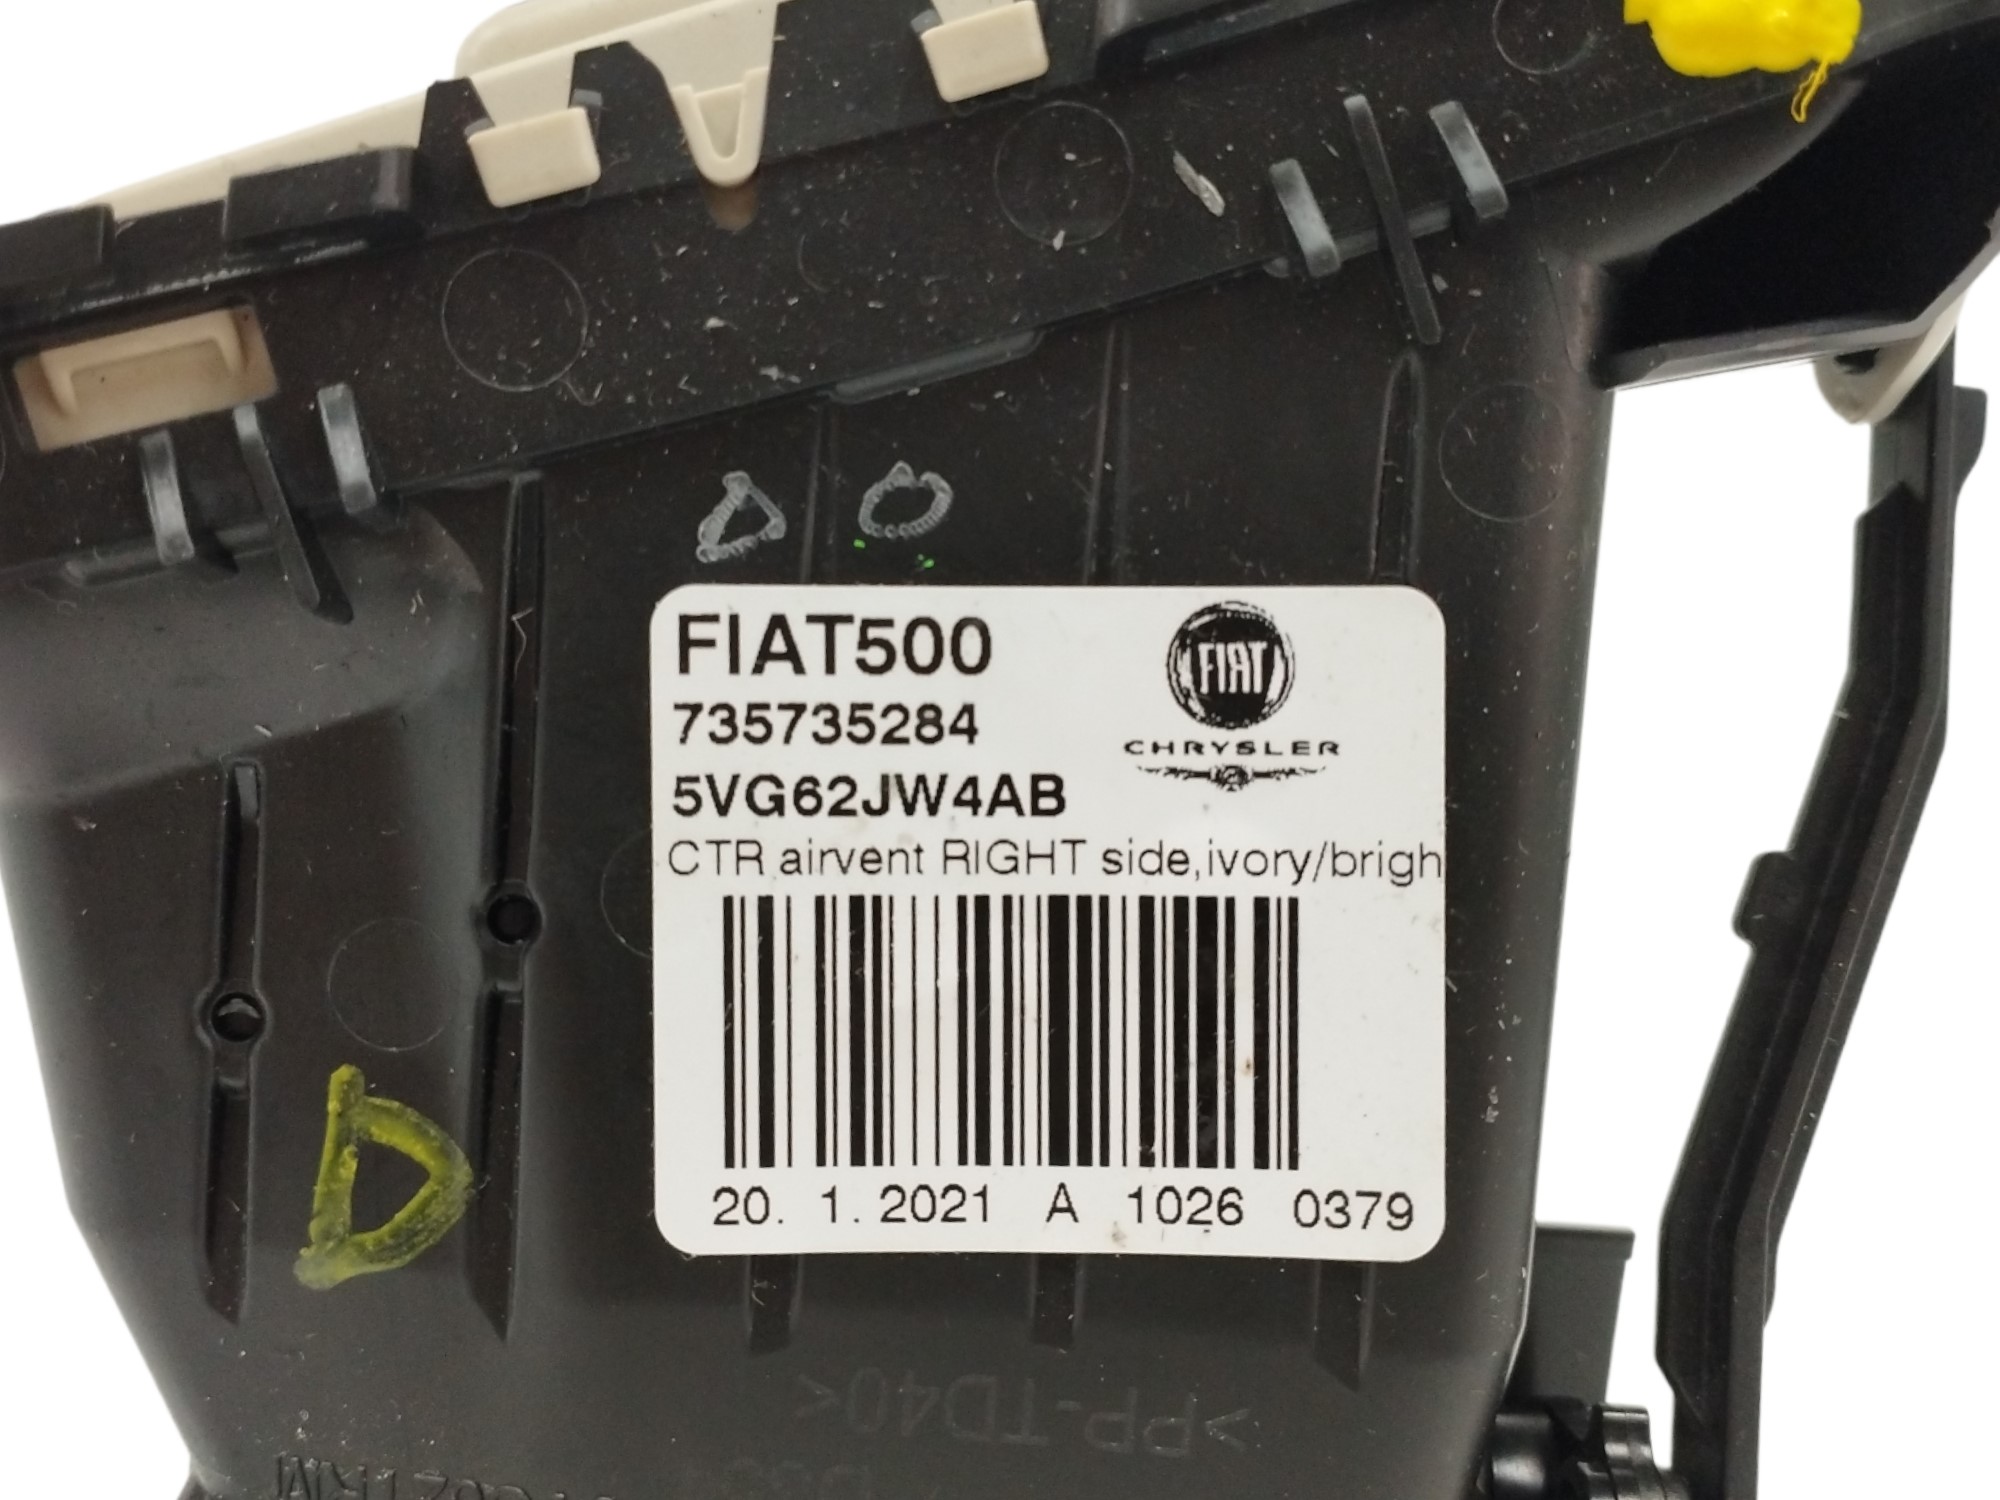 FIAT500
FIAT
735735284
CHRYSLER
5VG62JW4AB
CTR airvent RIGHT side,ivory/brigh
20. 1. 2021 A 1026 0379
D
>PP-TD40<